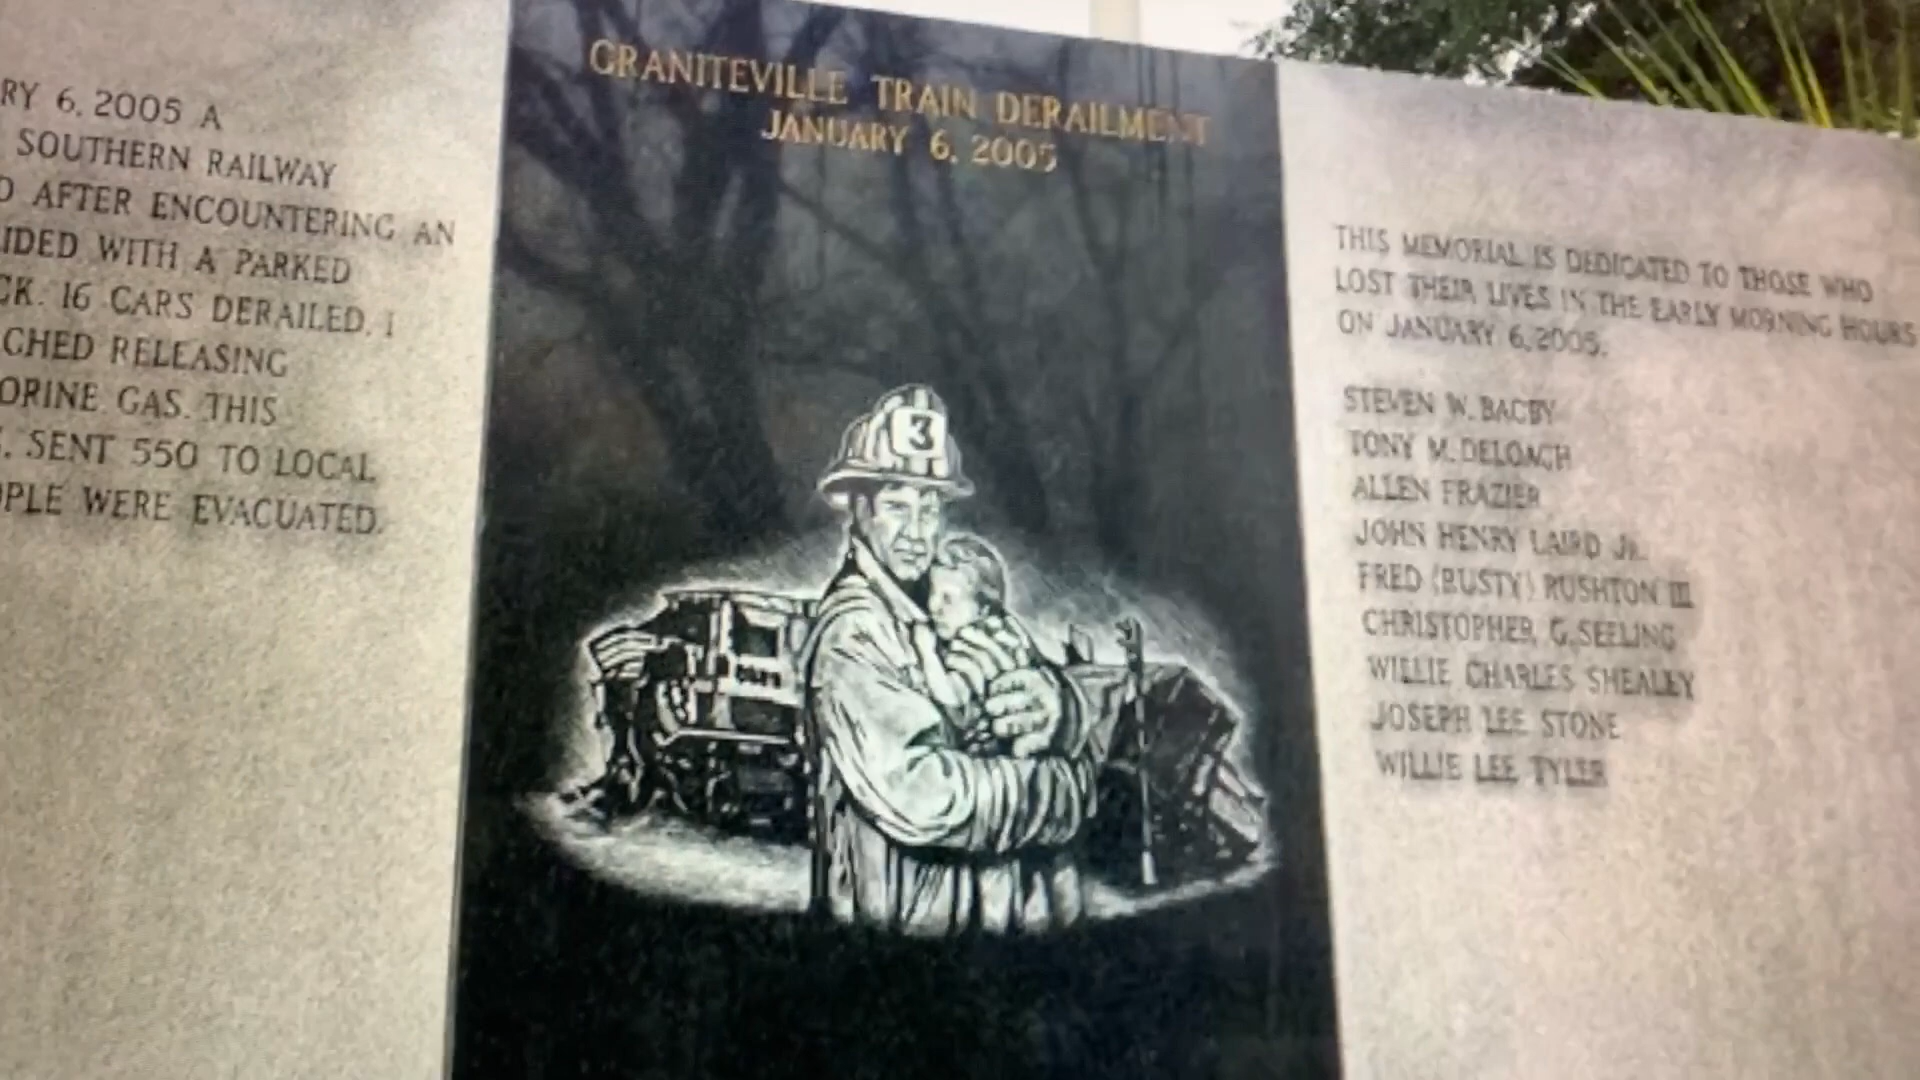 RY 6, 2005 A
SOUTHERN RAILWAY
D AFTER ENCOUNTERING AN
IDED WITH A PARKED
CK. 16 CARS DERAILED. 1
CHED RELEASING
ORINE GAS. THIS
. SENT 550 TO LOCAL
OPLE WERE EVACUATED.
GRANITEVILLE TRAIN DERAILMENT
JANUARY 6, 2005
3
THIS MEMORIAL IS DEDICATED TO THOSE WHO
LOST THEIR LIVES IN THE EARLY MORNING HOURS
ON JANUARY 6, 2005.
STEVEN W. BAGBY
TONY M. DELOACH
ALLEN FRAZIER
JOHN HENRY LAIRD Jr.
FRED (RUSTY) RUSHTON III
CHRISTOPHER G. SEELING
WILLIE CHARLES SHEALEY
JOSEPH LEE STONE
WILLIE LEE TYLER